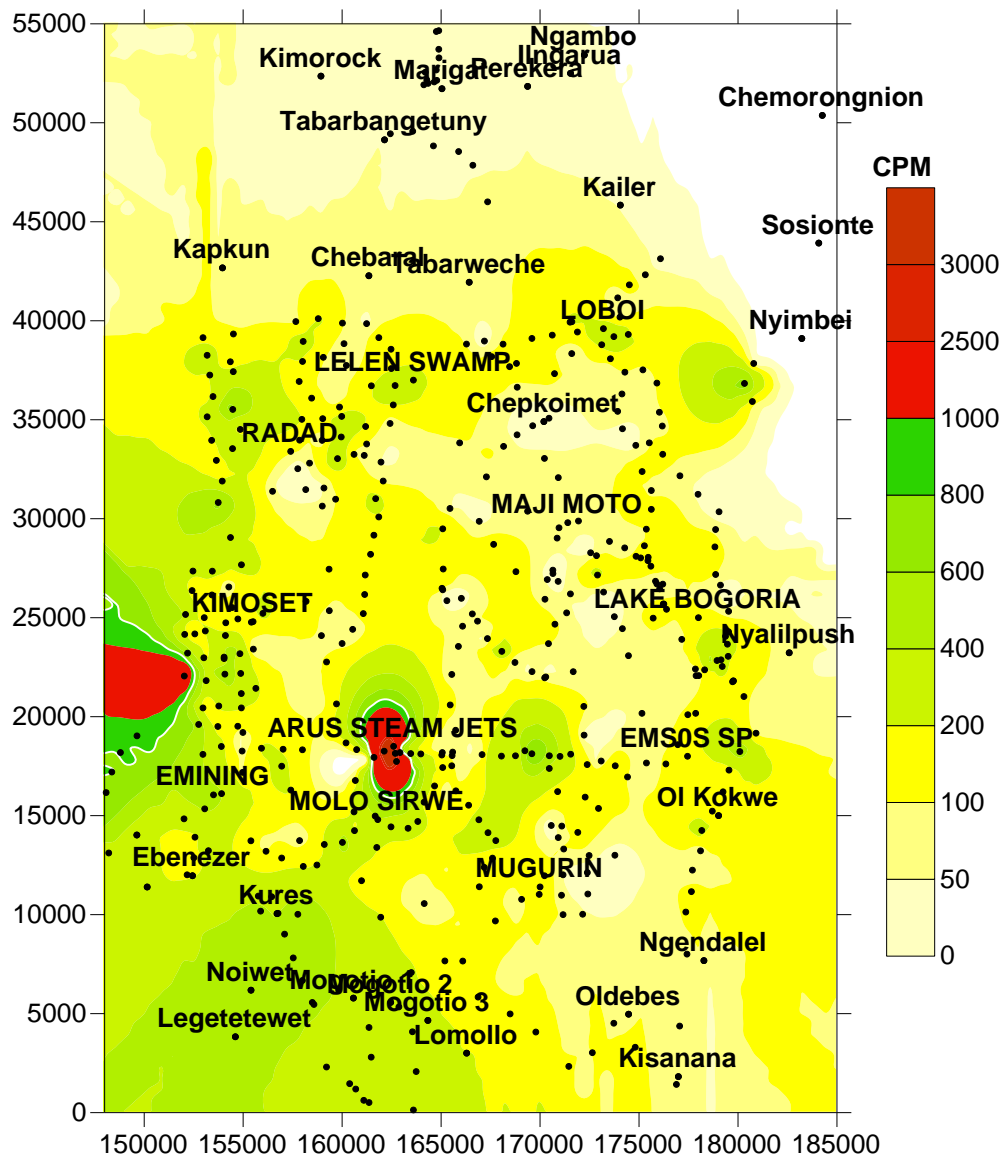 55000
Ngambo
Kimorock
Ilngarua
Marigat
Perekera
Chemorongnion
50000
Tabarbangetuny
CPM
Kailer
45000
Sosionte
Kapkun
Chebaral
Tabarweche
3000
40000
LOBOI
Nyimbei
2500
LELEN SWAMP
35000
Chepkoimet
1000
RADAD
800
30000
MAJI MOTO
600
25000
KIMOSET
LAKE BOGORIA
Nyalilpush
400
20000
ARUS STEAM JETS
EMS0S SP
200
EMINING
15000
MOLO SIRWE
Ol Kokwe
100
Ebenezer
MUGURIN
50
10000
Kures
Ngendalel
0
Noiwet
Mogotio 1
Mogotio 2
Mogotio 3
Oldebes
5000
Legetetewet
Lomollo
Kisanana
0
150000 155000 160000 165000 170000 175000 180000 185000